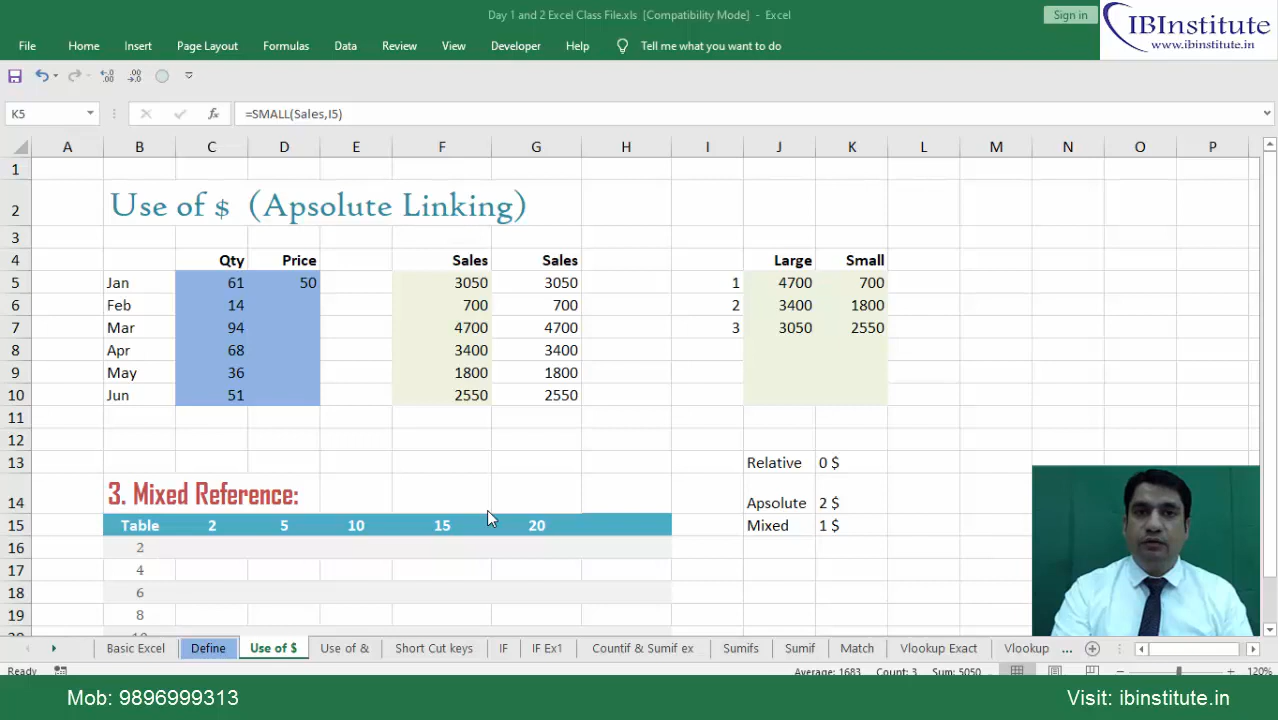 Day 1 and 2 Excel Class File.xls [Compatibility Mode] - Excel
Sign in
IBInstitute
www.ibinstitute.in
File Home Insert Page Layout Formulas Data Review View Developer Help Tell me what you want to do
K5 fx =SMALL(Sales,I5)
A B C D E F G H I J K L M N O P
1
2 Use of $ (Apsolute Linking)
3
4 Qty Price Sales Sales Large Small
5 Jan 61 50 3050 3050 1 4700 700
6 Feb 14 700 700 2 3400 1800
7 Mar 94 4700 4700 3 3050 2550
8 Apr 68 3400 3400
9 May 36 1800 1800
10 Jun 51 2550 2550
11
12
13 Relative 0 $
14 3. Mixed Reference: Apsolute 2 $
15 Table 2 5 10 15 20 Mixed 1 $
16 2
17 4
18 6
19 8
Basic Excel Define Use of $ Use of & Short Cut keys IF IF Ex1 Countif & Sumif ex Sumifs Sumif Match Vlookup Exact Vlookup ...
Ready Average: 1683 Count: 3 Sum: 5050 120%
Mob: 9896999313 Visit: ibinstitute.in